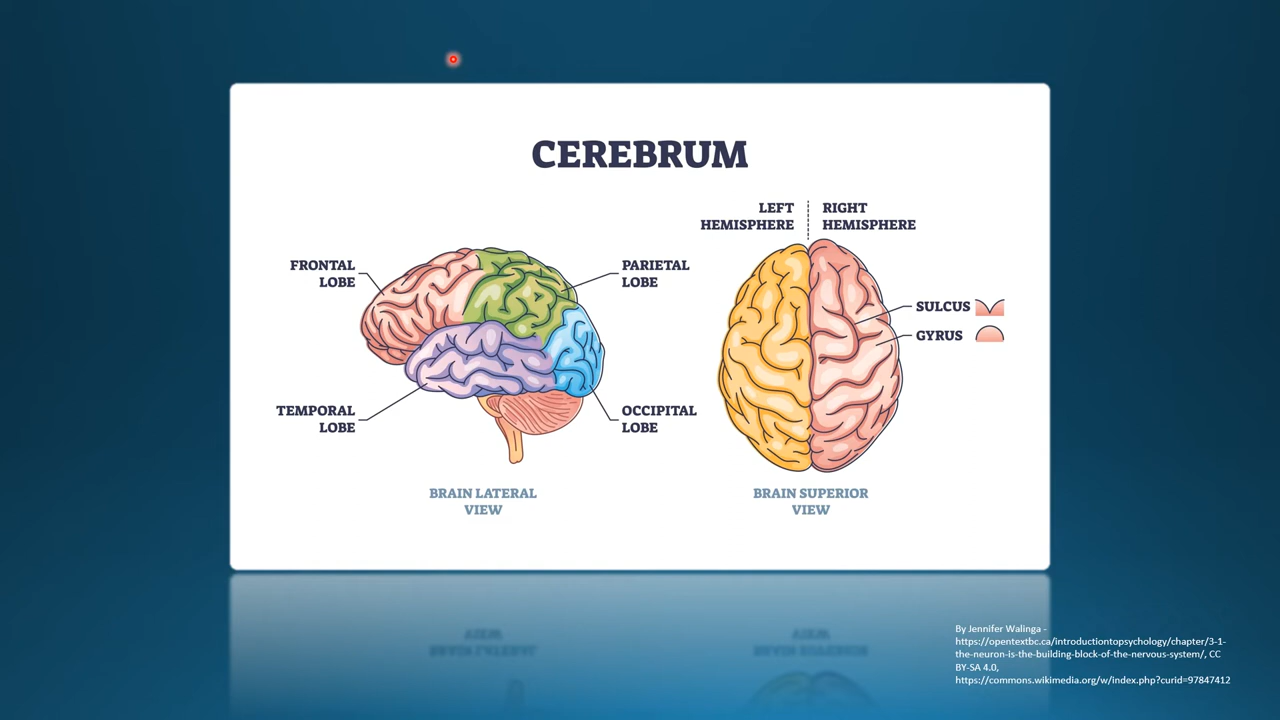 CEREBRUM
LEFT
HEMISPHERE
RIGHT
HEMISPHERE
FRONTAL
LOBE
PARIETAL
LOBE
SULCUS
GYRUS
TEMPORAL
LOBE
OCCIPITAL
LOBE
BRAIN LATERAL
VIEW
BRAIN SUPERIOR
VIEW
By Jennifer Walinga -
https://opentextbc.ca/introductiontopsychology/chapter/3-1-
the-neuron-is-the-building-block-of-the-nervous-system/, CC
BY-SA 4.0,
https://commons.wikimedia.org/w/index.php?curid=97847412